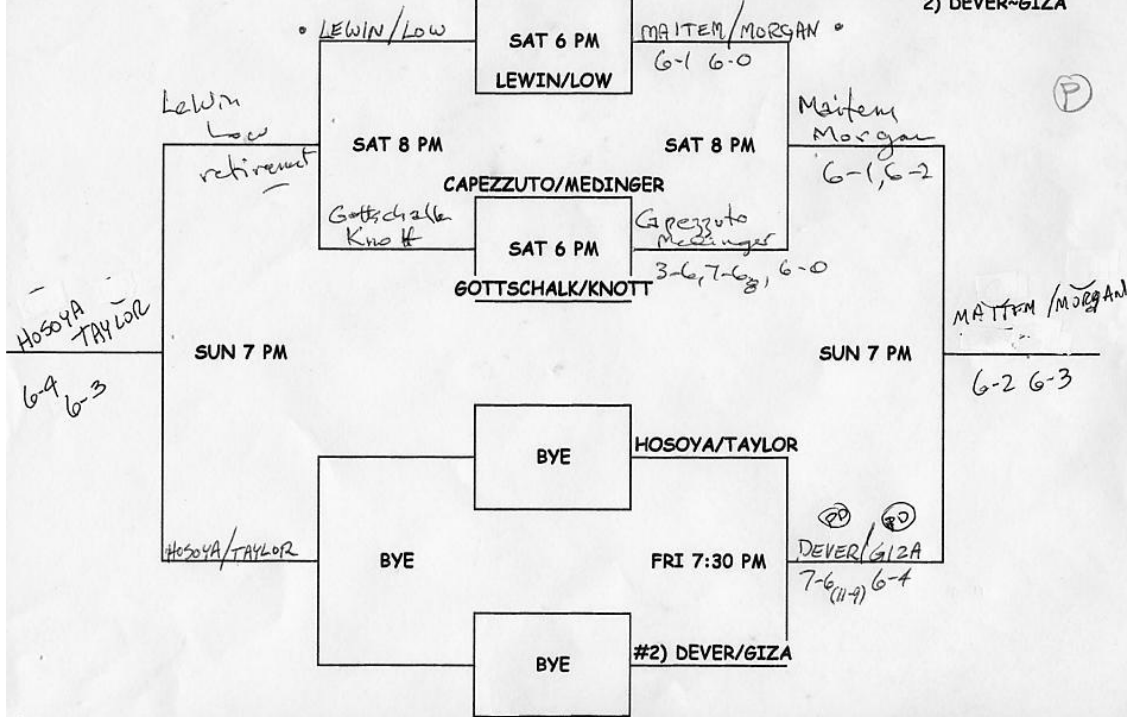 2) DEVER~GIZA
• LEWIN/LOW
SAT 6 PM
MAITEM/MORGAN •
6-1 6-0
LEWIN/LOW
P
Lewin
Low
retirement
SAT 8 PM
SAT 8 PM
Maitem
Morgan
6-1, 6-2
CAPEZZUTO/MEDINGER
Gottschalk
Knott
SAT 6 PM
Capezzuto
Medinger
3-6, 7-6 8, 6-0
GOTTSCHALK/KNOTT
HOSOYA
TAYLOR
6-4
6-3
SUN 7 PM
SUN 7 PM
MAITEM/MORGAN
6-2 6-3
BYE
HOSOYA/TAYLOR
HOSOYA/TAYLOR
BYE
FRI 7:30 PM
PD PD
DEVER/GIZA
7-6 (11-9) 6-4
BYE
#2) DEVER/GIZA